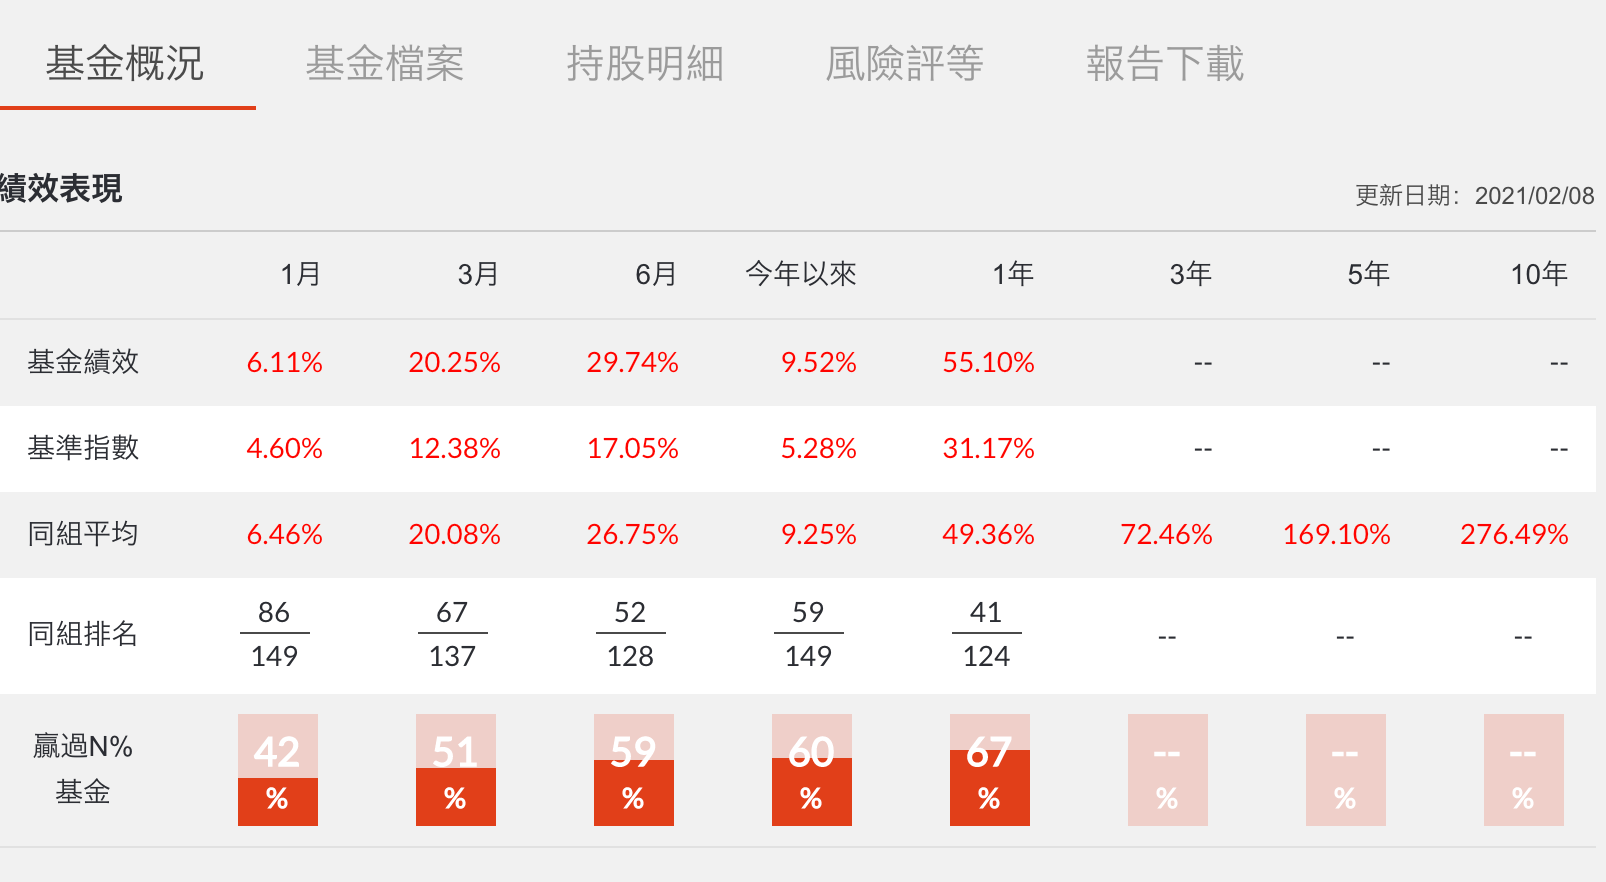 基金概況 基金檔案 持股明細 風險評等 報告下載
績效表現 更新日期：2021/02/08
1月 3月 6月 今年以來 1年 3年 5年 10年
基金績效 6.11% 20.25% 29.74% 9.52% 55.10% -- -- --
基準指數 4.60% 12.38% 17.05% 5.28% 31.17% -- -- --
同組平均 6.46% 20.08% 26.75% 9.25% 49.36% 72.46% 169.10% 276.49%
86 67 52 59 41
同組排名 -- -- --
149 137 128 149 124
贏過N% 42 51 59 60 67 -- -- --
基金 % % % % % % % %